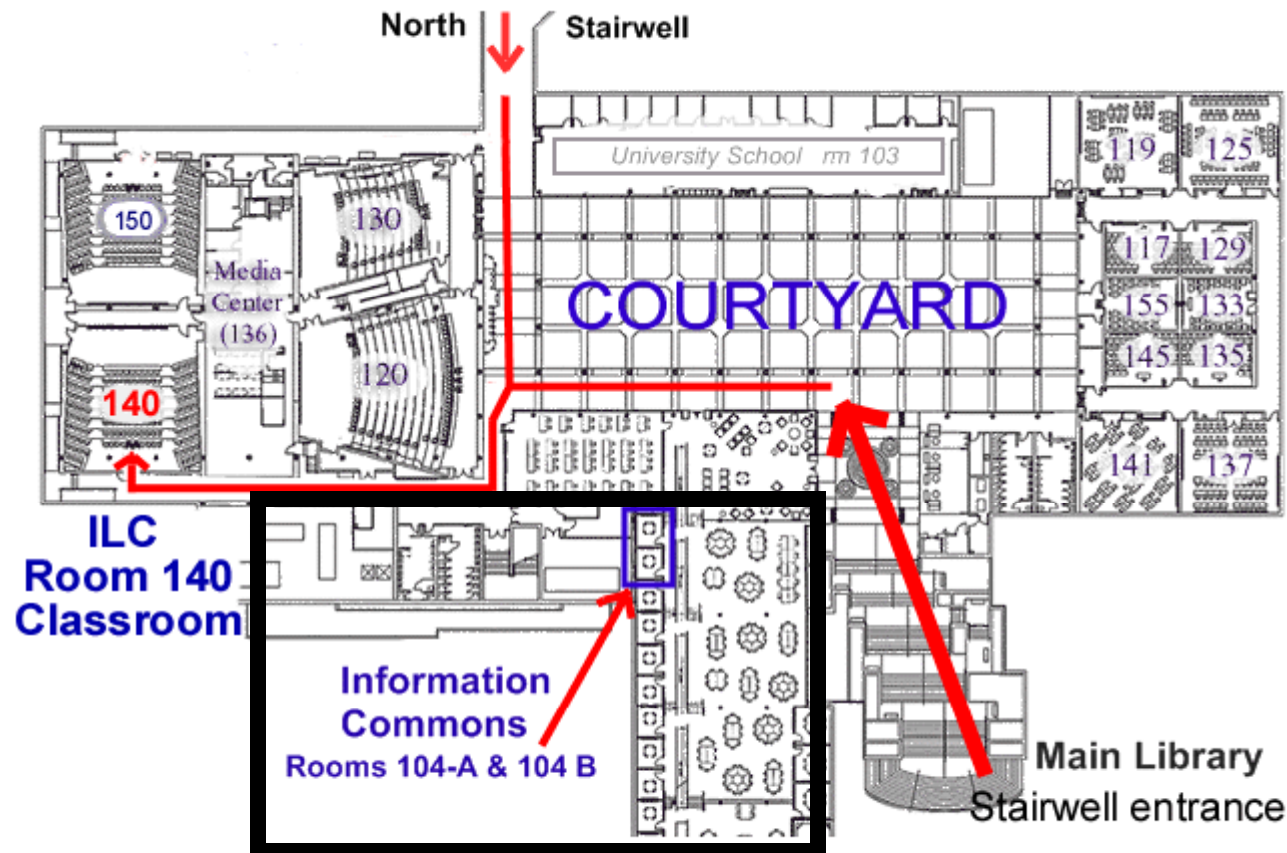 North
Stairwell
University School rm 103
119
125
150
130
117
129
Media
Center
(136)
COURTYARD
155
133
145
135
120
140
141
137
ILC
Room 140
Classroom
Information
Commons
Rooms 104-A & 104 B
Main Library
Stairwell entrance